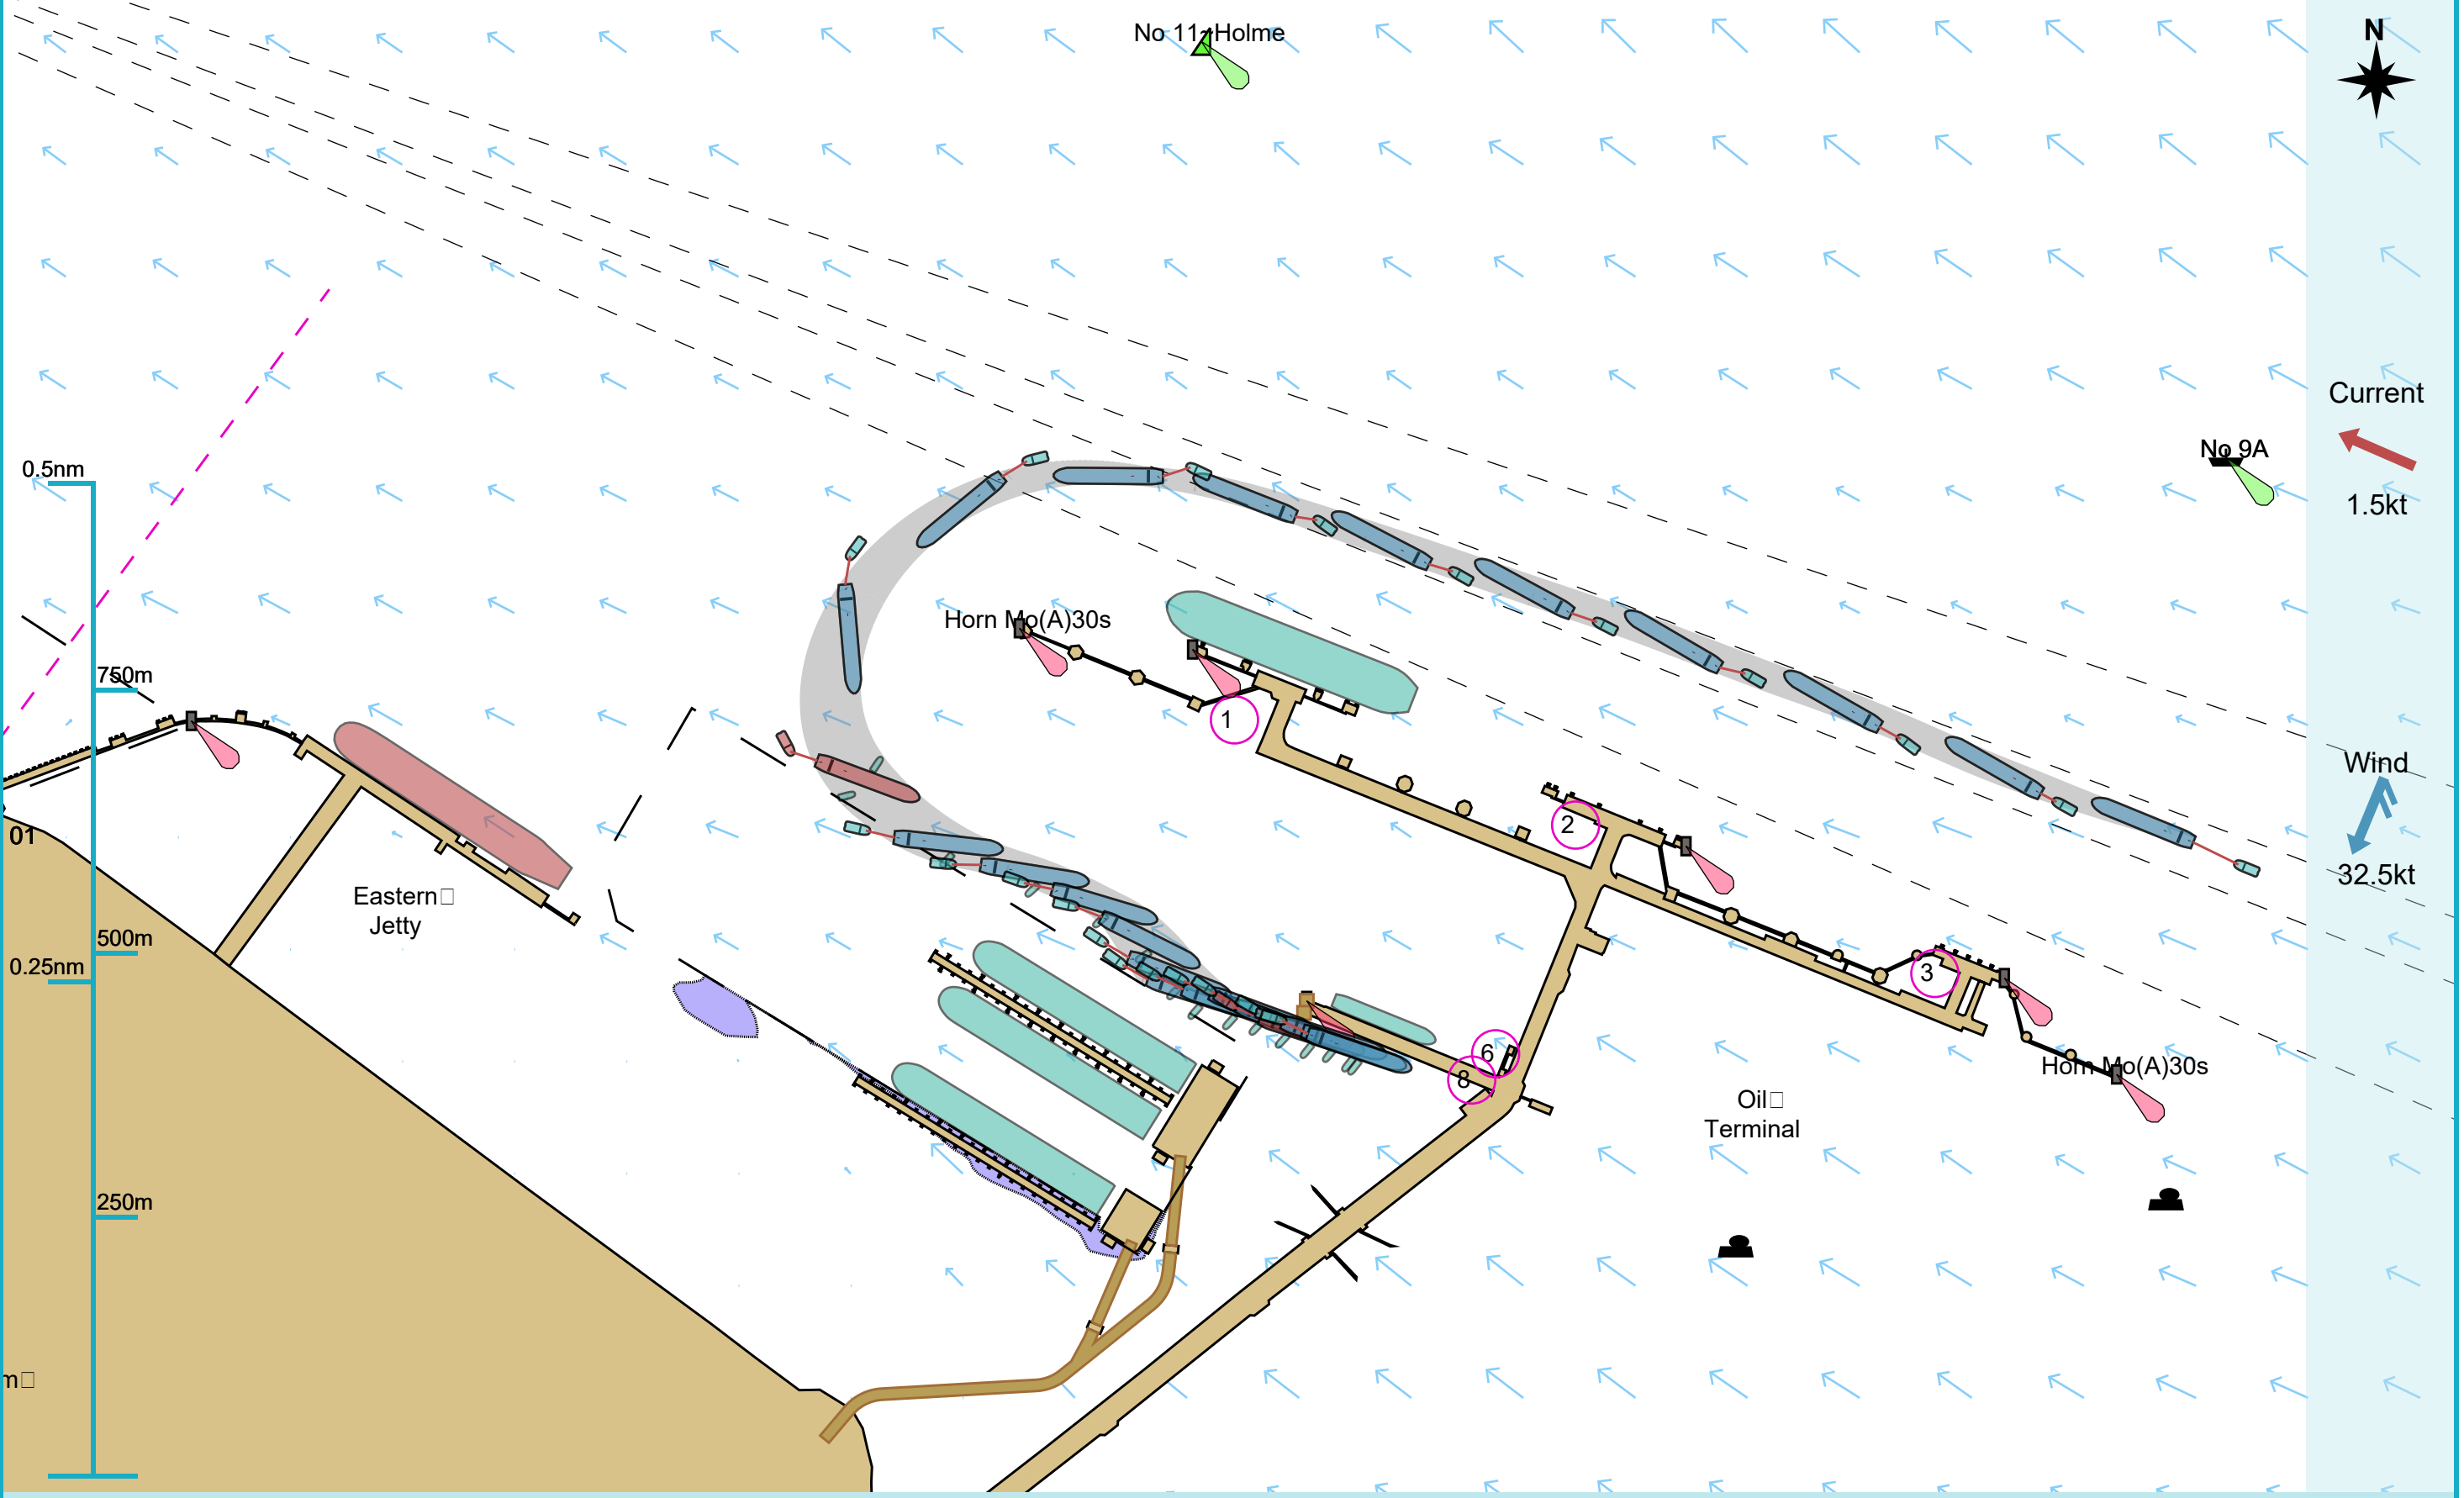 No 11 Holme
N
Current
1.5kt
No 9A
0.5nm
Horn Mo(A)30s
750m
1
Wind
32.5kt
01
2
Eastern
Jetty
500m
0.25nm
3
6
8
Horn Mo(A)30s
Oil
Terminal
250m
m